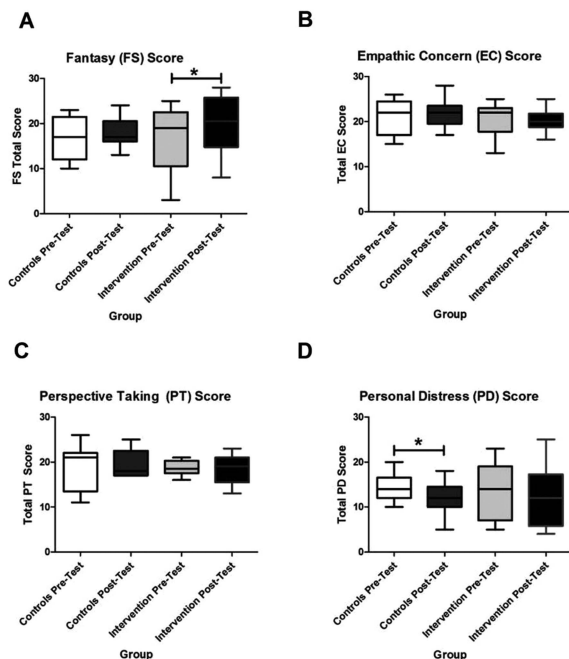 A
Fantasy (FS) Score
*
30
20
10
0
FS Total Score
Controls Pre-Test
Controls Post-Test
Intervention Pre-Test
Intervention Post-Test
Group
B
Empathic Concern (EC) Score
30
20
10
0
Total EC Score
Controls Pre-Test
Controls Post-Test
Intervention Pre-Test
Intervention Post-Test
Group
C
Perspective Taking (PT) Score
30
20
10
0
Total PT Score
Controls Pre-Test
Controls Post-Test
Intervention Pre-Test
Intervention Post-Test
Group
D
Personal Distress (PD) Score
*
30
20
10
0
Total PD Score
Controls Pre-Test
Controls Post-Test
Intervention Pre-Test
Intervention Post-Test
Group